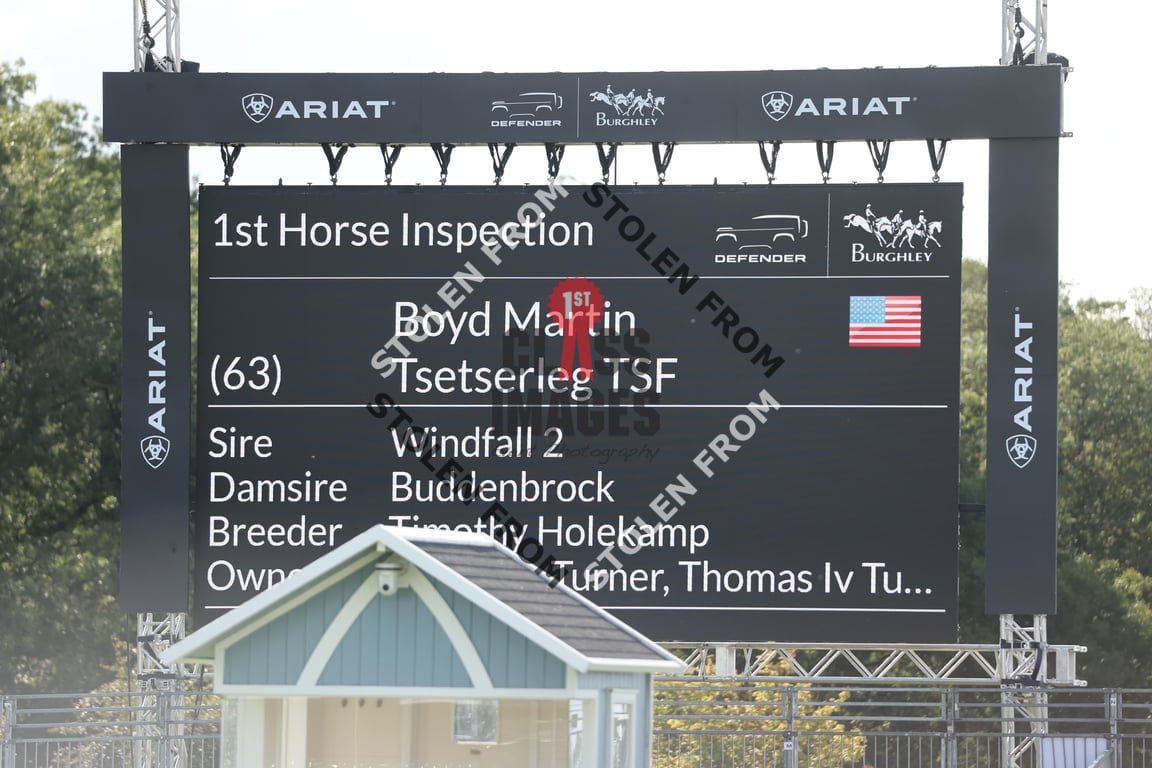 ARIAT DEFENDER BURGHLEY ARIAT
1st Horse Inspection
DEFENDER BURGHLEY
Boyd Martin
(63) Tsetserleg TSF
Sire Windfall 2
Damsire Buddenbrock
Breeder Timothy Holekamp
Turner, Thomas Iv Tu...
ARIAT
ARIAT
STOLEN FROM
STOLEN FROM
STOLEN FROM
STOLEN FROM
1ST
CLASS
IMAGES